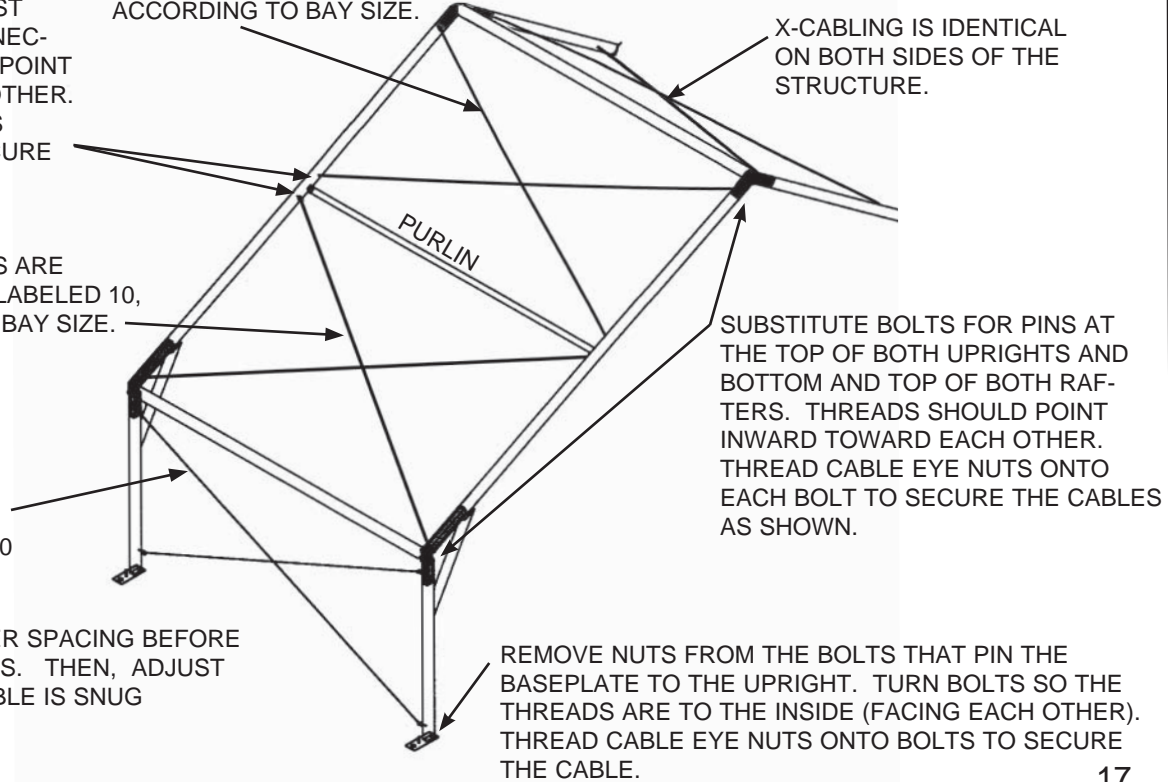 ST
NEC-
POINT
OTHER.
S
SURE
ACCORDING TO BAY SIZE.
X-CABLING IS IDENTICAL
ON BOTH SIDES OF THE
STRUCTURE.
PURLIN
S ARE
LABELED 10,
BAY SIZE.
SUBSTITUTE BOLTS FOR PINS AT
THE TOP OF BOTH UPRIGHTS AND
BOTTOM AND TOP OF BOTH RAF-
TERS. THREADS SHOULD POINT
INWARD TOWARD EACH OTHER.
THREAD CABLE EYE NUTS ONTO
EACH BOLT TO SECURE THE CABLES
AS SHOWN.
0
ER SPACING BEFORE
S. THEN, ADJUST
BLE IS SNUG
REMOVE NUTS FROM THE BOLTS THAT PIN THE
BASEPLATE TO THE UPRIGHT. TURN BOLTS SO THE
THREADS ARE TO THE INSIDE (FACING EACH OTHER).
THREAD CABLE EYE NUTS ONTO BOLTS TO SECURE
THE CABLE.
17